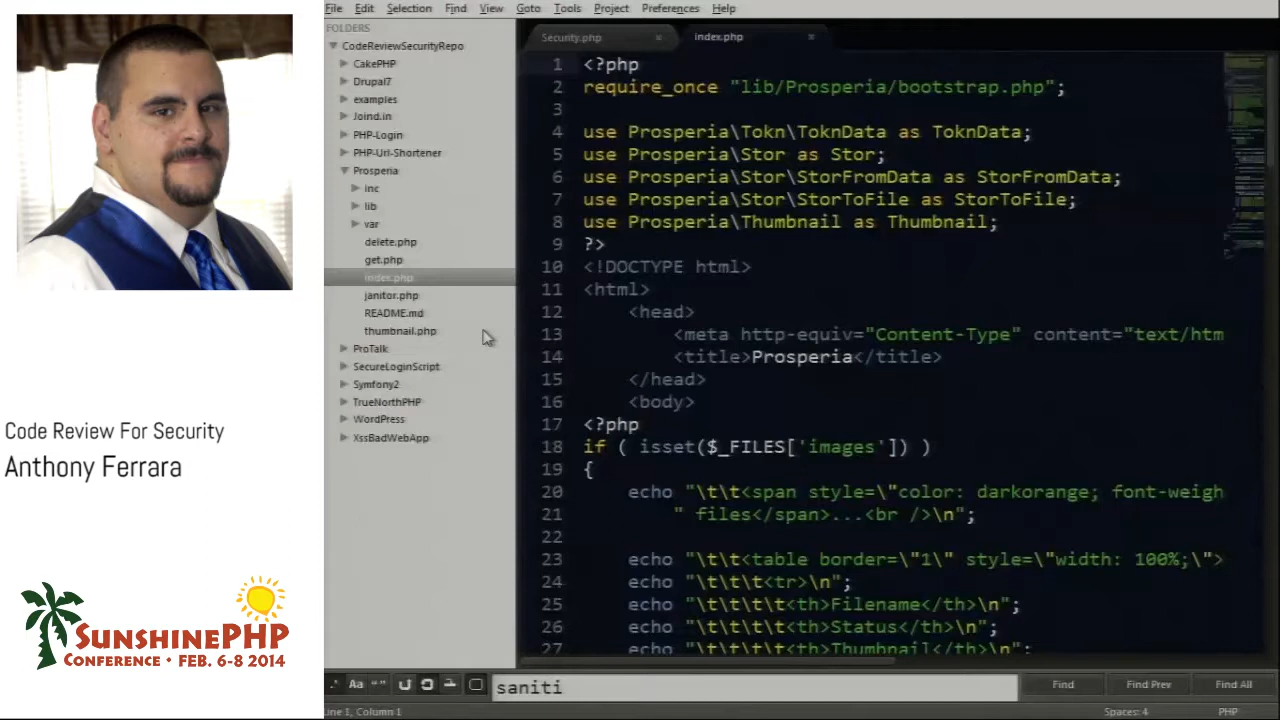 File Edit Selection Find View Goto Tools Project Preferences Help
FOLDERS
CodeReviewSecurityRepo
CakePHP
Drupal7
examples
Joind.in
PHP-Login
PHP-Url-Shortener
Prosperia
inc
lib
var
delete.php
get.php
index.php
janitor.php
README.md
thumbnail.php
ProTalk
SecureLoginScript
Symfony2
TrueNorthPHP
WordPress
XssBadWebApp
Security.php × index.php ×
1 <?php
2 require_once "lib/Prosperia/bootstrap.php";
3
4 use Prosperia\Tokn\ToknData as ToknData;
5 use Prosperia\Stor as Stor;
6 use Prosperia\Stor\StorFromData as StorFromData;
7 use Prosperia\Stor\StorToFile as StorToFile;
8 use Prosperia\Thumbnail as Thumbnail;
9 ?>
10 <!DOCTYPE html>
11 <html>
12 <head>
13 <meta http-equiv="Content-Type" content="text/htm
14 <title>Prosperia</title>
15 </head>
16 <body>
17 <?php
18 if ( isset($_FILES['images']) )
19 {
20 echo "\t\t<span style=\"color: darkorange; font-weigh
21 " files</span>...<br />\n";
22
23 echo "\t\t<table border=\"1\" style=\"width: 100%;\">
24 echo "\t\t\t<tr>\n";
25 echo "\t\t\t\t<th>Filename</th>\n";
26 echo "\t\t\t\t<th>Status</th>\n";
27 echo "\t\t\t\t<th>Thumbnail</th>\n";
.* Aa “”
saniti
Find Find Prev Find All
Line 1, Column 1 Spaces: 4 PHP
Code Review For Security
Anthony Ferrara
SUNSHINEPHP
CONFERENCE • FEB. 6-8 2014